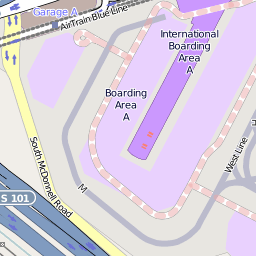 Garage A
AirTrain Blue Line
International
Boarding
Area
A
Boarding
Area
A
West Line
South McDonnell Road
M
S 101